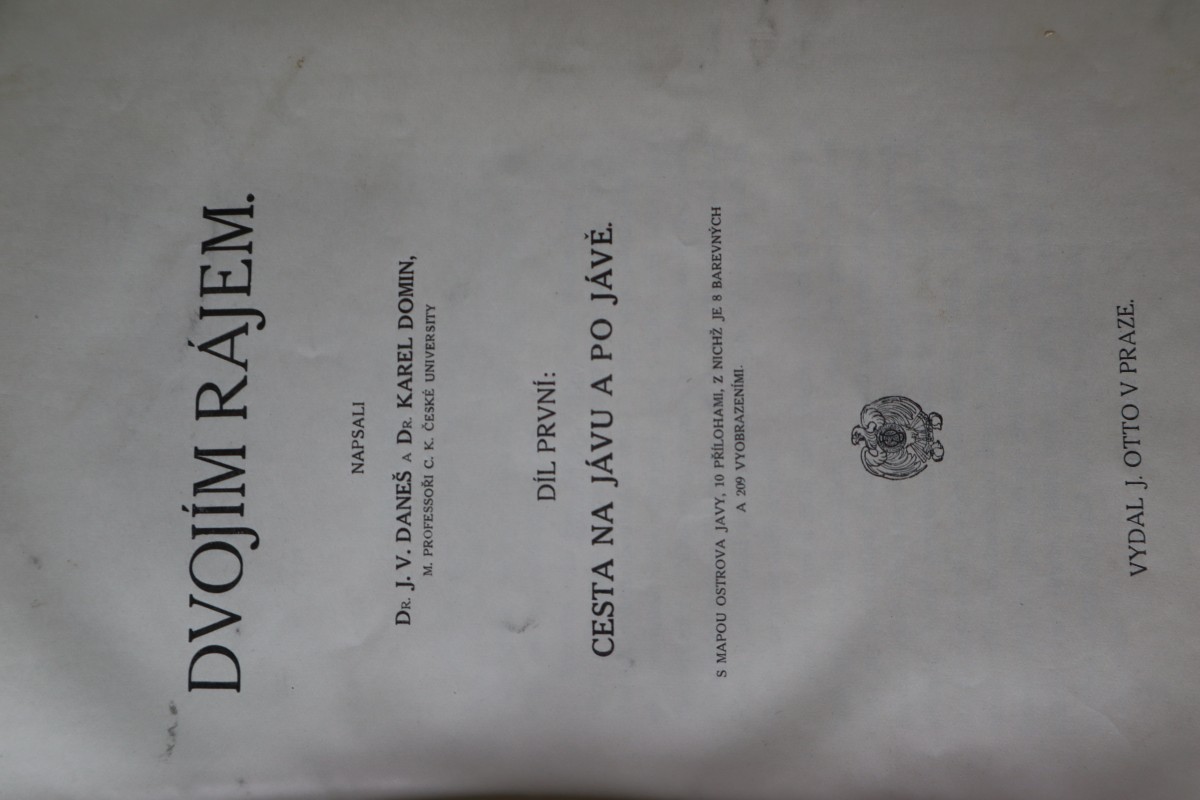 DVOJÍM RÁJEM.
NAPSALI
DR. J. V. DANEŠ A DR. KAREL DOMIN,
M. PROFESSOŘI C. K. ČESKÉ UNIVERSITY
DÍL PRVNÍ:
CESTA NA JÁVU A PO JÁVĚ.
S MAPOU OSTROVA JAVY, 10 PŘÍLOHAMI, Z NICHŽ JE 8 BAREVNÝCH
A 209 VYOBRAZENÍMI.
VYDAL J. OTTO V PRAZE.